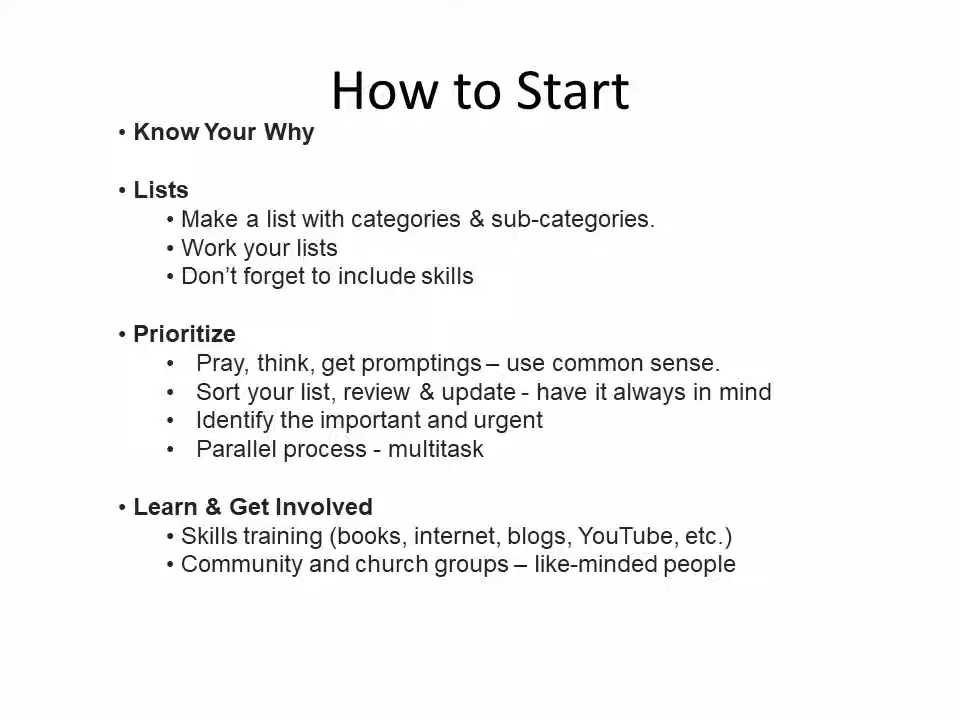 How to Start
• Know Your Why
• Lists
• Make a list with categories & sub-categories.
• Work your lists
• Don’t forget to include skills
• Prioritize
• Pray, think, get promptings – use common sense.
• Sort your list, review & update - have it always in mind
• Identify the important and urgent
• Parallel process - multitask
• Learn & Get Involved
• Skills training (books, internet, blogs, YouTube, etc.)
• Community and church groups – like-minded people